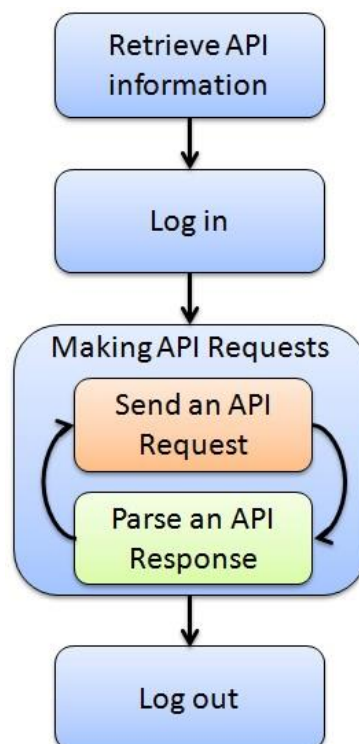 Retrieve API
information
Log in
Making API Requests
Send an API
Request
Parse an API
Response
Log out